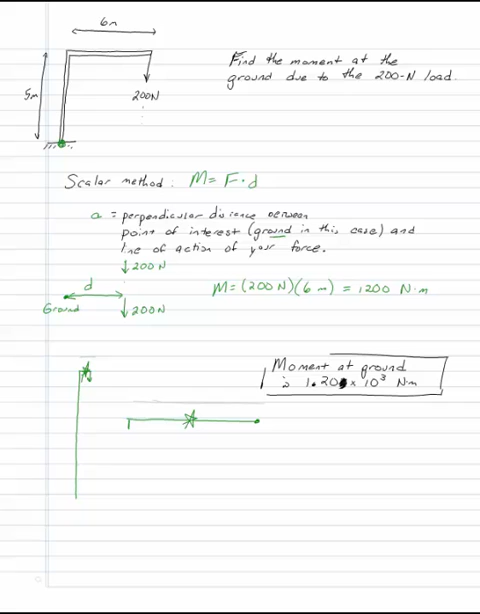 6m
Find the moment at the
ground due to the 200-N load.
5m
200N
Scalar method: M = F · d
d = perpendicular distance between
point of interest (ground in this case) and
line of action of your force.
200 N
d
M = (200 N)(6 m) = 1200 N·m
Ground
200N
Moment at ground
is 1.20 x 10³ N·m